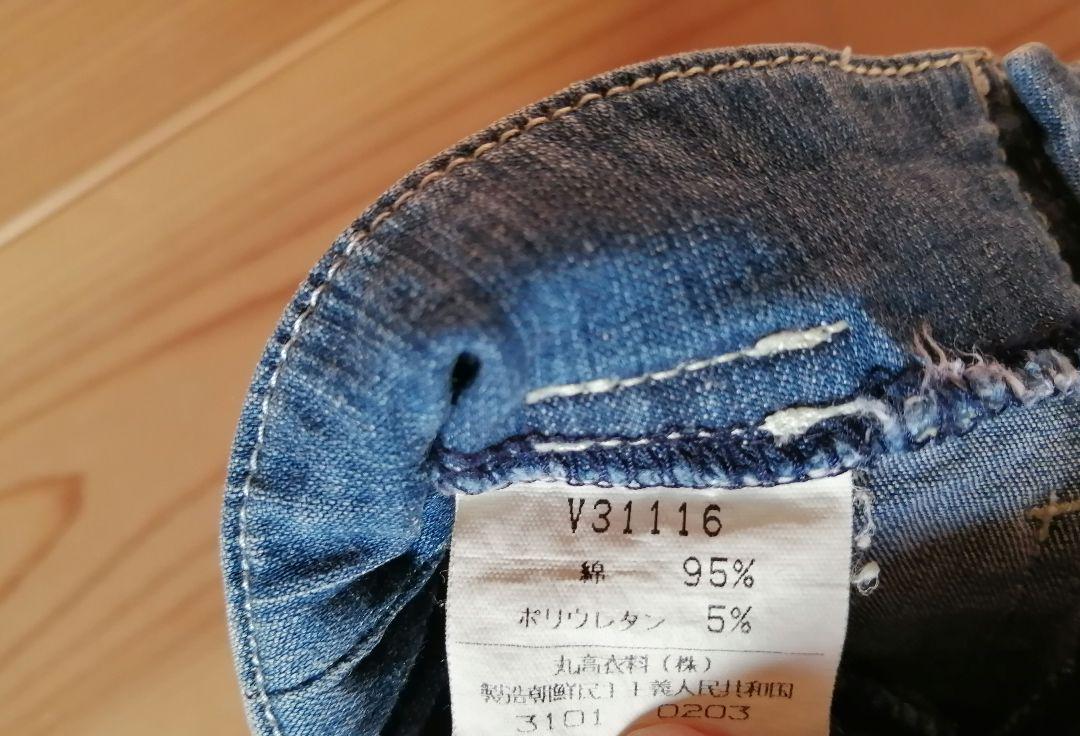 V31116
綿 95%
ポリウレタン 5%
丸高衣料(株)
製造朝鮮民主主義人民共和国
3101 0203